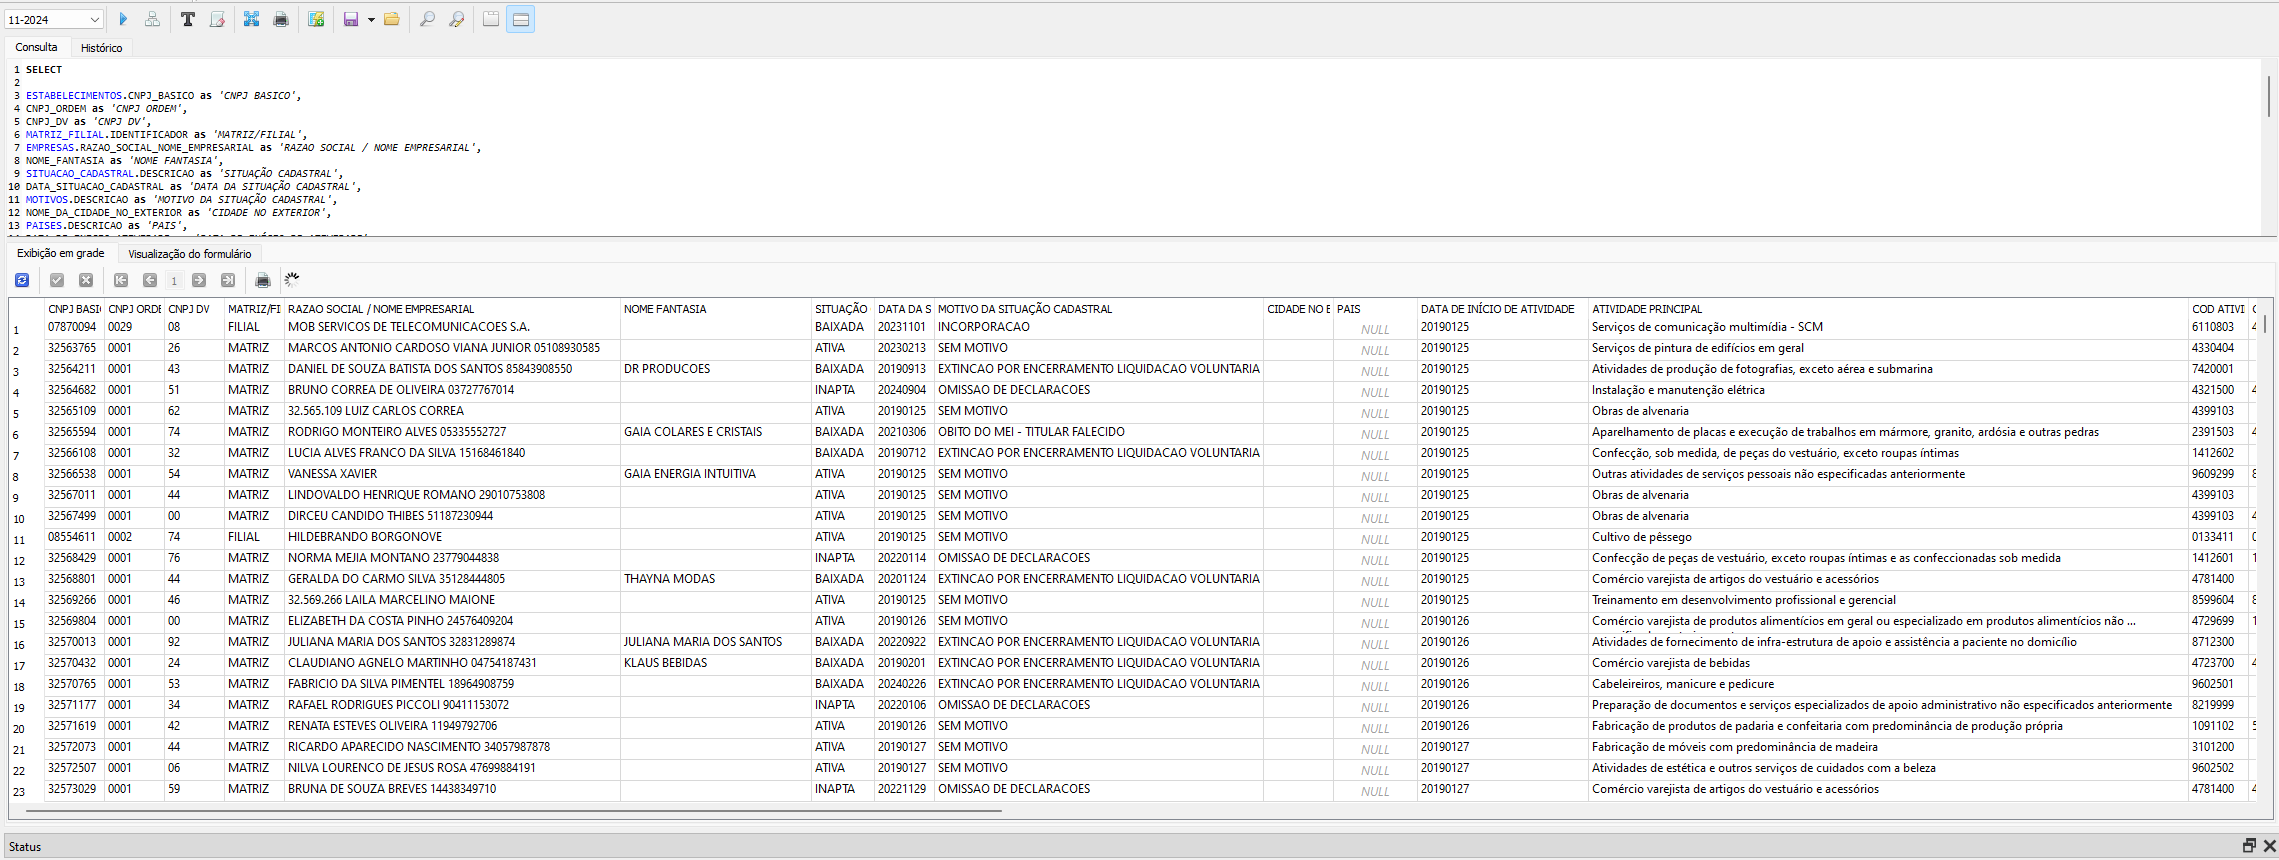 11-2024
Consulta Histórico
1 SELECT
2
3 ESTABELECIMENTOS.CNPJ_BASICO as 'CNPJ BASICO',
4 CNPJ_ORDEM as 'CNPJ ORDEM',
5 CNPJ_DV as 'CNPJ DV',
6 MATRIZ_FILIAL.IDENTIFICADOR as 'MATRIZ/FILIAL',
7 EMPRESAS.RAZAO_SOCIAL_NOME_EMPRESARIAL as 'RAZAO SOCIAL / NOME EMPRESARIAL',
8 NOME_FANTASIA as 'NOME FANTASIA',
9 SITUACAO_CADASTRAL.DESCRICAO as 'SITUAÇÃO CADASTRAL',
10 DATA_SITUACAO_CADASTRAL as 'DATA DA SITUAÇÃO CADASTRAL',
11 MOTIVOS.DESCRICAO as 'MOTIVO DA SITUAÇÃO CADASTRAL',
12 NOME_DA_CIDADE_NO_EXTERIOR as 'CIDADE NO EXTERIOR',
13 PAISES.DESCRICAO as 'PAIS',
Exibição em grade Visualização do formulário
1
CNPJ BASI CNPJ ORDE CNPJ DV MATRIZ/FI RAZAO SOCIAL / NOME EMPRESARIAL NOME FANTASIA SITUAÇÃO DATA DA S MOTIVO DA SITUAÇÃO CADASTRAL CIDADE NO E PAIS DATA DE INÍCIO DE ATIVIDADE ATIVIDADE PRINCIPAL COD ATIVI
1 07870094 0029 08 FILIAL MOB SERVICOS DE TELECOMUNICACOES S.A. BAIXADA 20231101 INCORPORACAO NULL 20190125 Serviços de comunicação multimídia - SCM 6110803 4
2 32563765 0001 26 MATRIZ MARCOS ANTONIO CARDOSO VIANA JUNIOR 05108930585 ATIVA 20230213 SEM MOTIVO NULL 20190125 Serviços de pintura de edifícios em geral 4330404
3 32564211 0001 43 MATRIZ DANIEL DE SOUZA BATISTA DOS SANTOS 85843908550 DR PRODUCOES BAIXADA 20190913 EXTINCAO POR ENCERRAMENTO LIQUIDACAO VOLUNTARIA NULL 20190125 Atividades de produção de fotografias, exceto aérea e submarina 7420001
4 32564682 0001 51 MATRIZ BRUNO CORREA DE OLIVEIRA 03727767014 INAPTA 20240904 OMISSAO DE DECLARACOES NULL 20190125 Instalação e manutenção elétrica 4321500 4
5 32565109 0001 62 MATRIZ 32.565.109 LUIZ CARLOS CORREA ATIVA 20190125 SEM MOTIVO NULL 20190125 Obras de alvenaria 4399103
6 32565594 0001 74 MATRIZ RODRIGO MONTEIRO ALVES 05335552727 GAIA COLARES E CRISTAIS BAIXADA 20210306 OBITO DO MEI - TITULAR FALECIDO NULL 20190125 Aparelhamento de placas e execução de trabalhos em mármore, granito, ardósia e outras pedras 2391503 4
7 32566108 0001 32 MATRIZ LUCIA ALVES FRANCO DA SILVA 15168461840 BAIXADA 20190712 EXTINCAO POR ENCERRAMENTO LIQUIDACAO VOLUNTARIA NULL 20190125 Confecção, sob medida, de peças do vestuário, exceto roupas íntimas 1412602
8 32566538 0001 54 MATRIZ VANESSA XAVIER GAIA ENERGIA INTUITIVA ATIVA 20190125 SEM MOTIVO NULL 20190125 Outras atividades de serviços pessoais não especificadas anteriormente 9609299 8
9 32567011 0001 44 MATRIZ LINDOVALDO HENRIQUE ROMANO 29010753808 ATIVA 20190125 SEM MOTIVO NULL 20190125 Obras de alvenaria 4399103
10 32567499 0001 00 MATRIZ DIRCEU CANDIDO THIBES 51187230944 ATIVA 20190125 SEM MOTIVO NULL 20190125 Obras de alvenaria 4399103 4
11 08554611 0002 74 FILIAL HILDEBRANDO BORGONOVE ATIVA 20190125 SEM MOTIVO NULL 20190125 Cultivo de pêssego 0133411
12 32568429 0001 76 MATRIZ NORMA MEJIA MONTANO 23779044838 INAPTA 20220114 OMISSAO DE DECLARACOES NULL 20190125 Confecção de peças de vestuário, exceto roupas íntimas e as confeccionadas sob medida 1412601 1
13 32568801 0001 44 MATRIZ GERALDA DO CARMO SILVA 35128444805 THAYNA MODAS BAIXADA 20201124 EXTINCAO POR ENCERRAMENTO LIQUIDACAO VOLUNTARIA NULL 20190125 Comércio varejista de artigos do vestuário e acessórios 4781400
14 32569266 0001 46 MATRIZ 32.569.266 LAILA MARCELINO MAIONE ATIVA 20190125 SEM MOTIVO NULL 20190125 Treinamento em desenvolvimento profissional e gerencial 8599604 8
15 32569804 0001 00 MATRIZ ELIZABETH DA COSTA PINHO 24576409204 ATIVA 20190126 SEM MOTIVO NULL 20190126 Comércio varejista de produtos alimentícios em geral ou especializado em produtos alimentícios não ... 4729699 1
16 32570013 0001 92 MATRIZ JULIANA MARIA DOS SANTOS 32831289874 JULIANA MARIA DOS SANTOS BAIXADA 20220922 EXTINCAO POR ENCERRAMENTO LIQUIDACAO VOLUNTARIA NULL 20190126 Atividades de fornecimento de infra-estrutura de apoio e assistência a paciente no domicílio 8712300
17 32570432 0001 24 MATRIZ CLAUDIANO AGNELO MARTINHO 04754187431 KLAUS BEBIDAS BAIXADA 20190201 EXTINCAO POR ENCERRAMENTO LIQUIDACAO VOLUNTARIA NULL 20190126 Comércio varejista de bebidas 4723700 4
18 32570765 0001 53 MATRIZ FABRICIO DA SILVA PIMENTEL 18964908759 BAIXADA 20240226 EXTINCAO POR ENCERRAMENTO LIQUIDACAO VOLUNTARIA NULL 20190126 Cabeleireiros, manicure e pedicure 9602501
19 32571177 0001 34 MATRIZ RAFAEL RODRIGUES PICCOLI 90411153072 INAPTA 20220106 OMISSAO DE DECLARACOES NULL 20190126 Preparação de documentos e serviços especializados de apoio administrativo não especificados anteriormente 8219999
20 32571619 0001 42 MATRIZ RENATA ESTEVES OLIVEIRA 11949792706 ATIVA 20190126 SEM MOTIVO NULL 20190126 Fabricação de produtos de padaria e confeitaria com predominância de produção própria 1091102 5
21 32572073 0001 44 MATRIZ RICARDO APARECIDO NASCIMENTO 34057987878 ATIVA 20190127 SEM MOTIVO NULL 20190127 Fabricação de móveis com predominância de madeira 3101200
22 32572507 0001 06 MATRIZ NILVA LOURENCO DE JESUS ROSA 47699884191 ATIVA 20190127 SEM MOTIVO NULL 20190127 Atividades de estética e outros serviços de cuidados com a beleza 9602502
23 32573029 0001 59 MATRIZ BRUNA DE SOUZA BREVES 14438349710 INAPTA 20221129 OMISSAO DE DECLARACOES NULL 20190127 Comércio varejista de artigos do vestuário e acessórios 4781400 4
Status